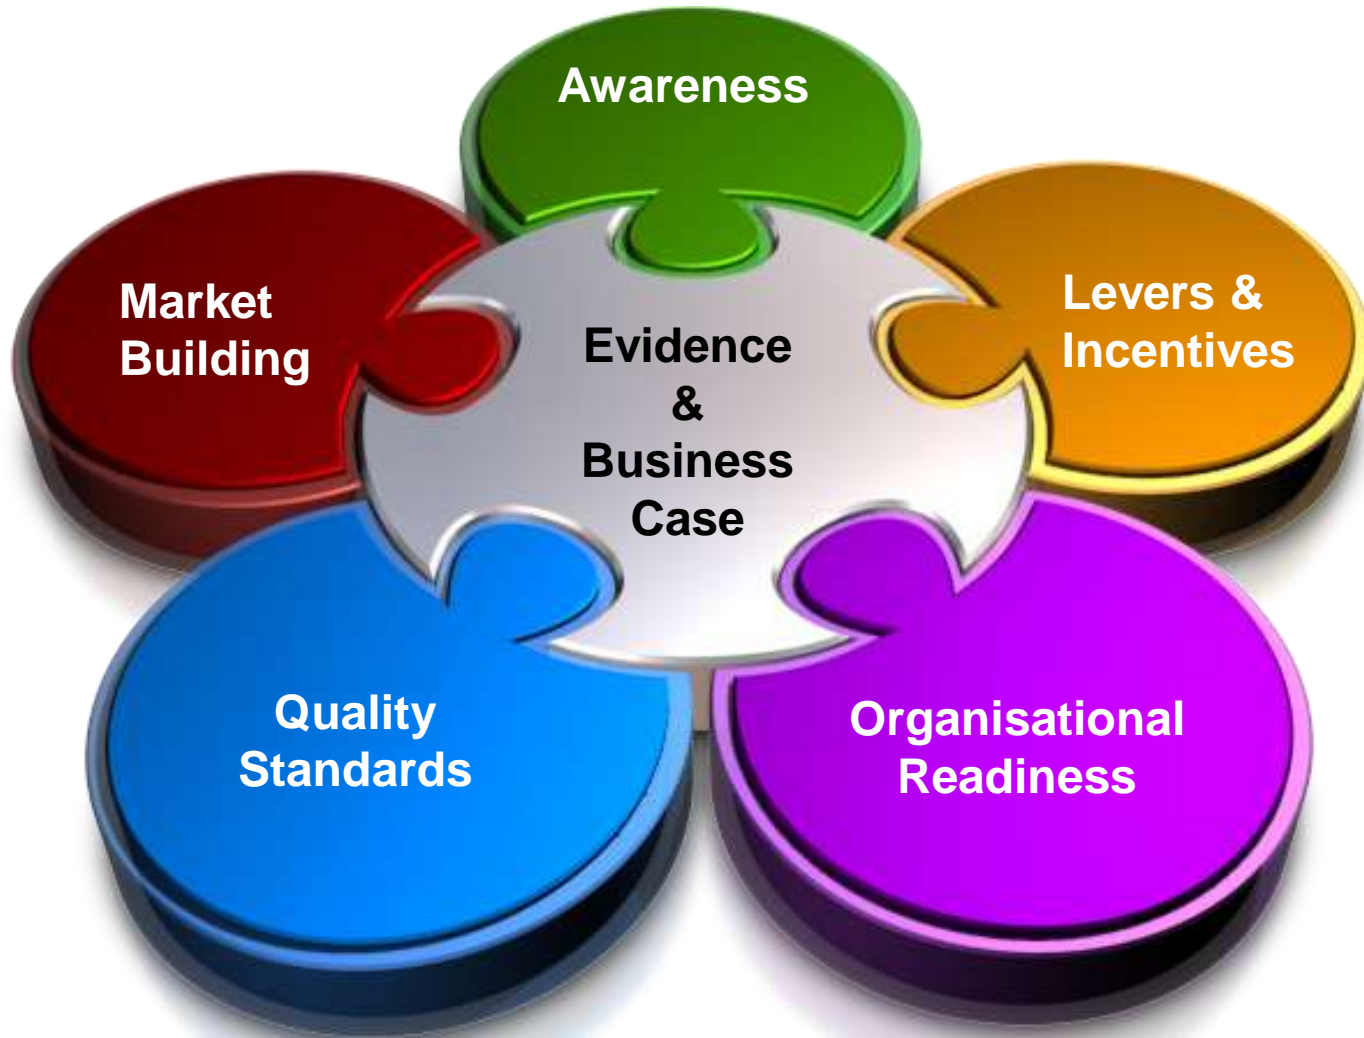 Awareness
Market
Building
Levers &
Incentives
Evidence
&
Business
Case
Quality
Standards
Organisational
Readiness